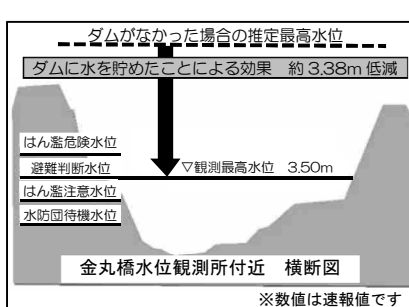 ダムがなかった場合の推定最高水位
ダムに水を貯めたことによる効果 約3.38m低減
はん濫危険水位
避難判断水位
▽観測最高水位 3.50m
はん濫注意水位
水防団待機水位
金丸橋水位観測所付近 横断図
※数値は速報値です